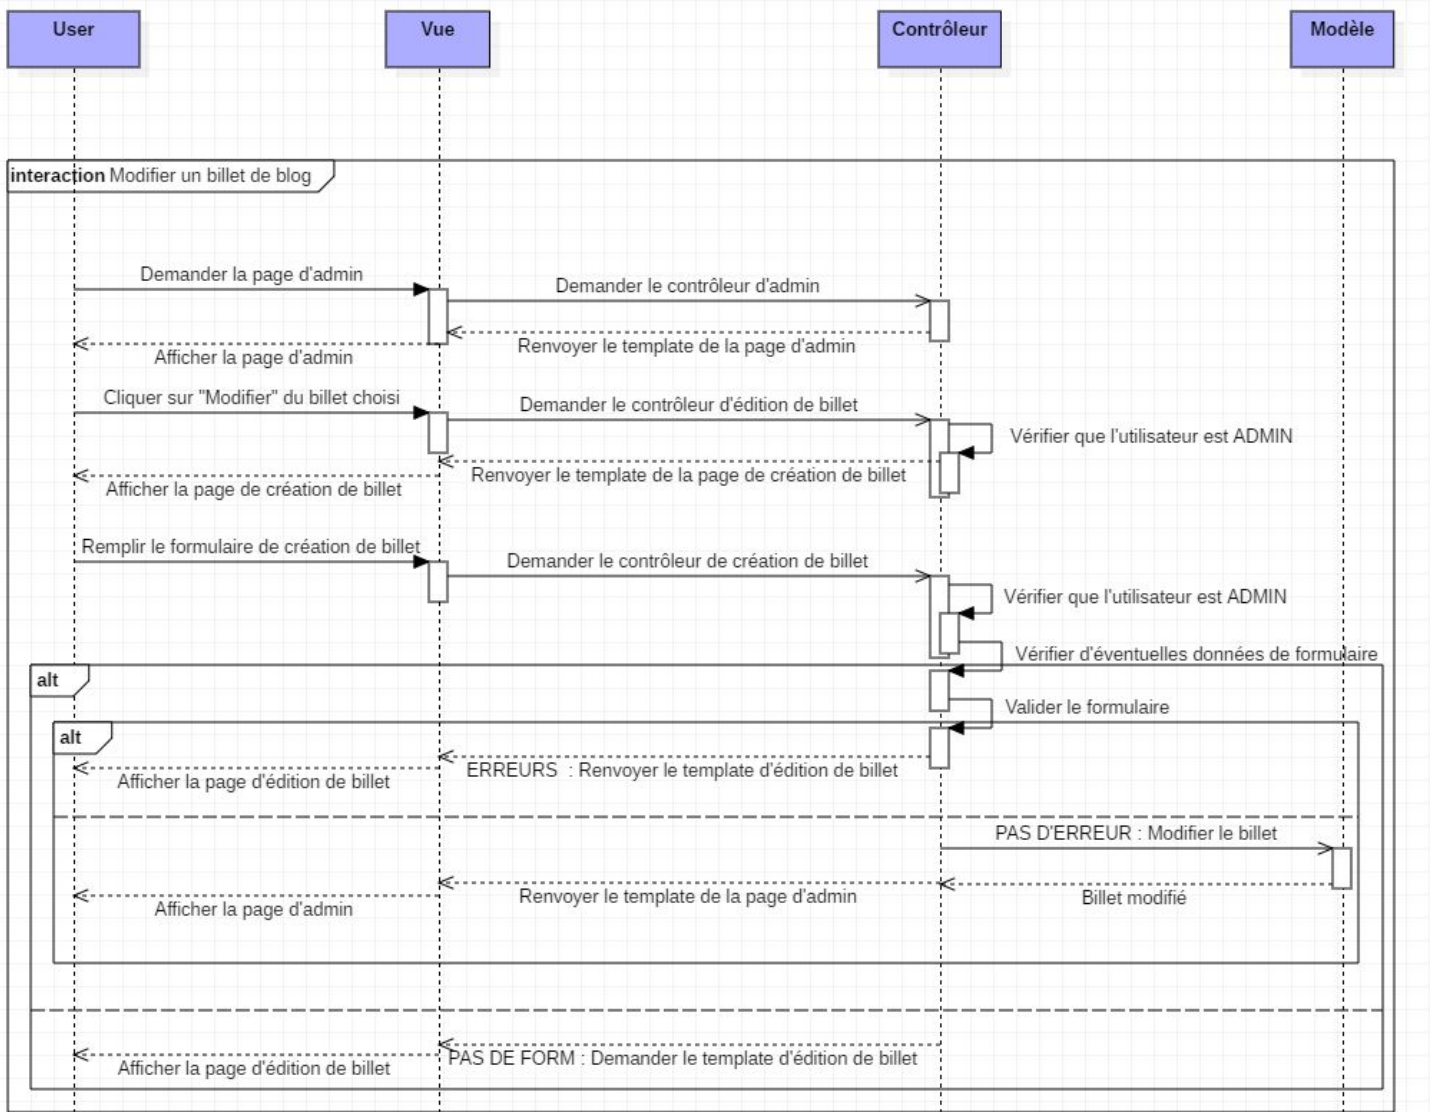 User
Vue
Contrôleur
Modèle
interaction Modifier un billet de blog
Demander la page d'admin
Demander le contrôleur d'admin
Renvoyer le template de la page d'admin
Afficher la page d'admin
Cliquer sur "Modifier" du billet choisi
Demander le contrôleur d'édition de billet
Vérifier que l'utilisateur est ADMIN
Renvoyer le template de la page de création de billet
Afficher la page de création de billet
Remplir le formulaire de création de billet
Demander le contrôleur de création de billet
Vérifier que l'utilisateur est ADMIN
Vérifier d'éventuelles données de formulaire
alt
Valider le formulaire
alt
ERREURS : Renvoyer le template d'édition de billet
Afficher la page d'édition de billet
PAS D'ERREUR : Modifier le billet
Renvoyer le template de la page d'admin
Billet modifié
Afficher la page d'admin
PAS DE FORM : Demander le template d'édition de billet
Afficher la page d'édition de billet